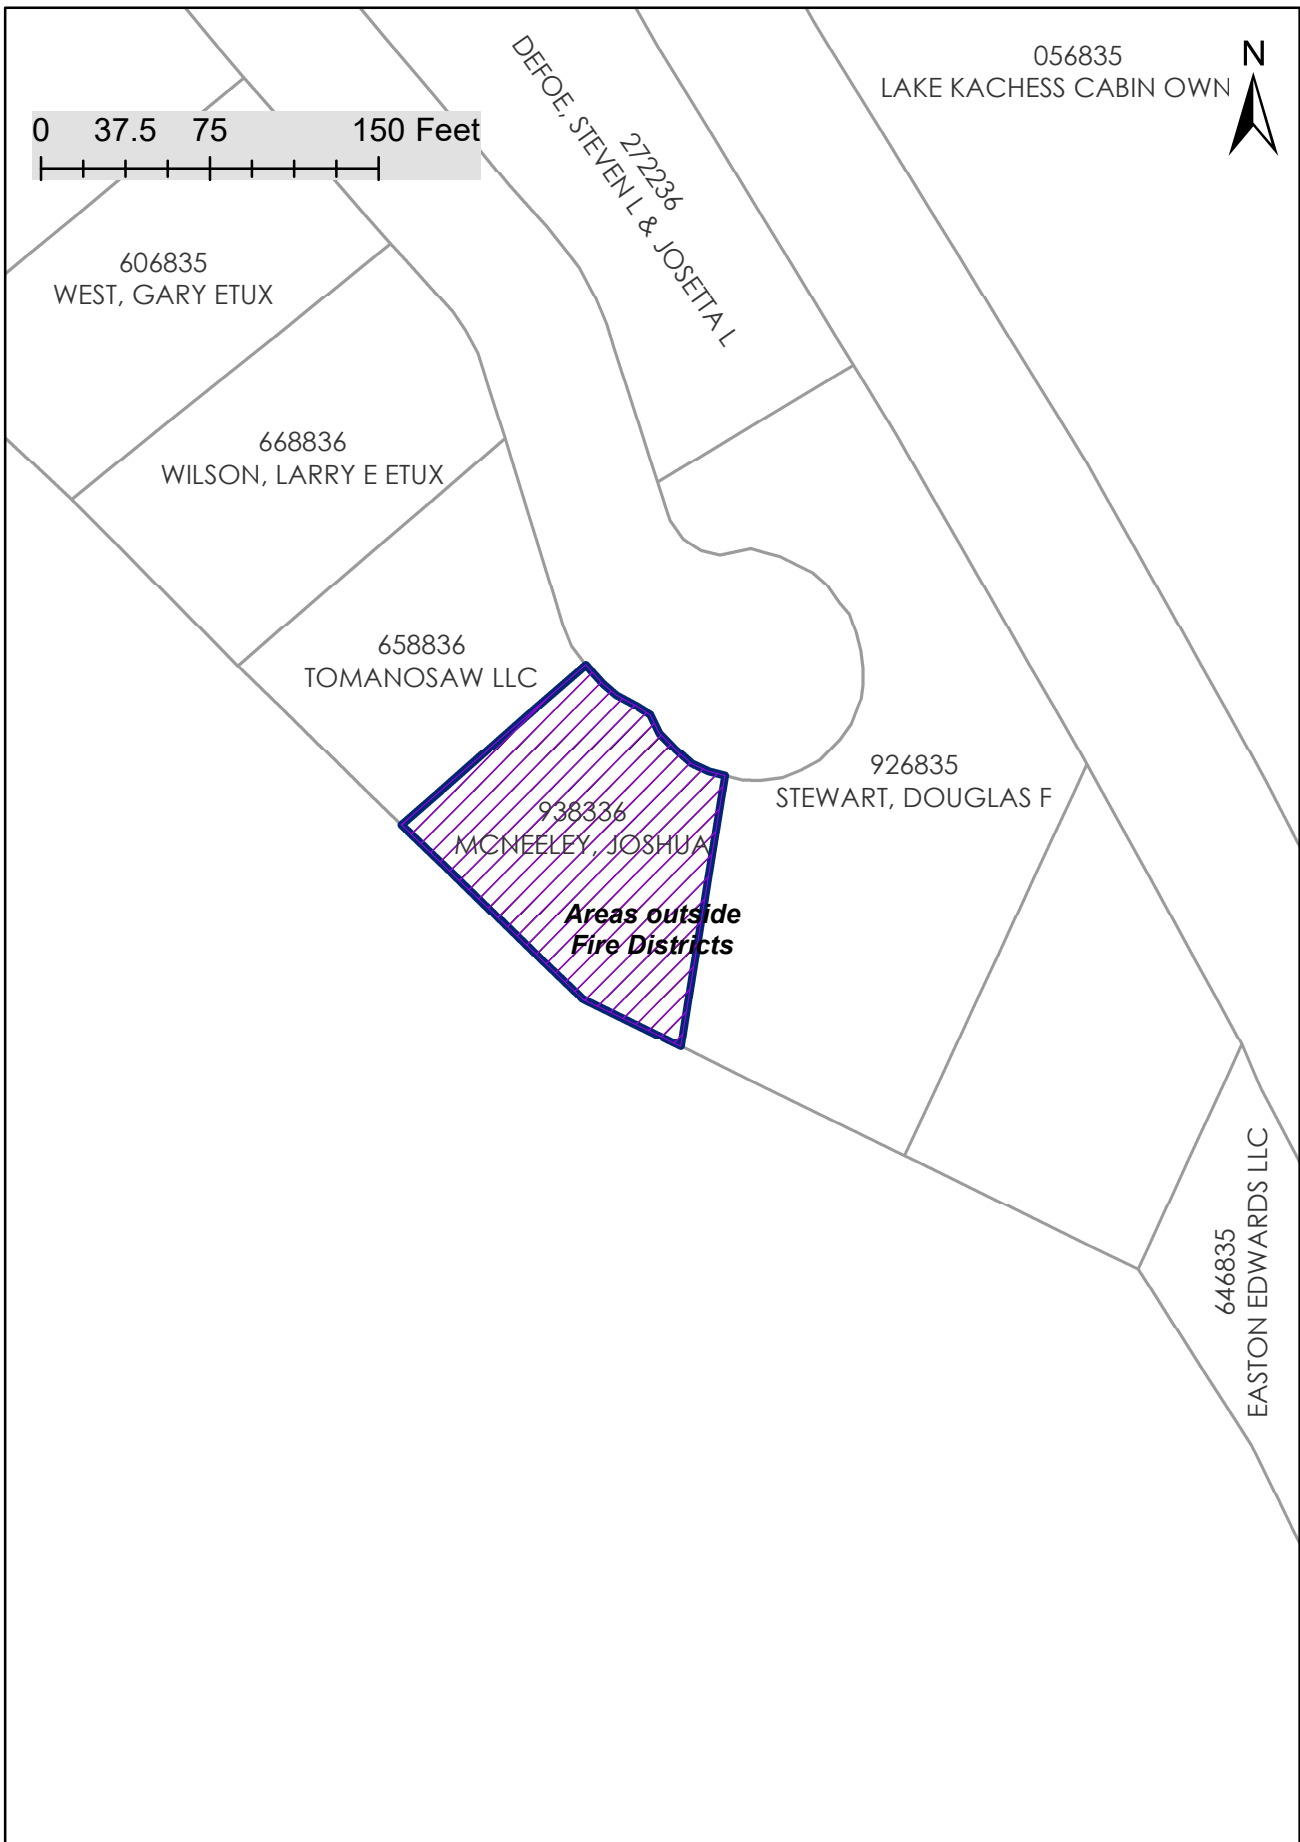 056835
LAKE KACHESS CABIN OWN
N
0 37.5 75 150 Feet
272236
DEFOE, STEVEN L & JOSETTA L
606835
WEST, GARY ETUX
668836
WILSON, LARRY E ETUX
658836
TOMANOSAW LLC
926835
STEWART, DOUGLAS F
938336
MCNEELEY, JOSHUA
Areas outside
Fire Districts
646835
EASTON EDWARDS LLC